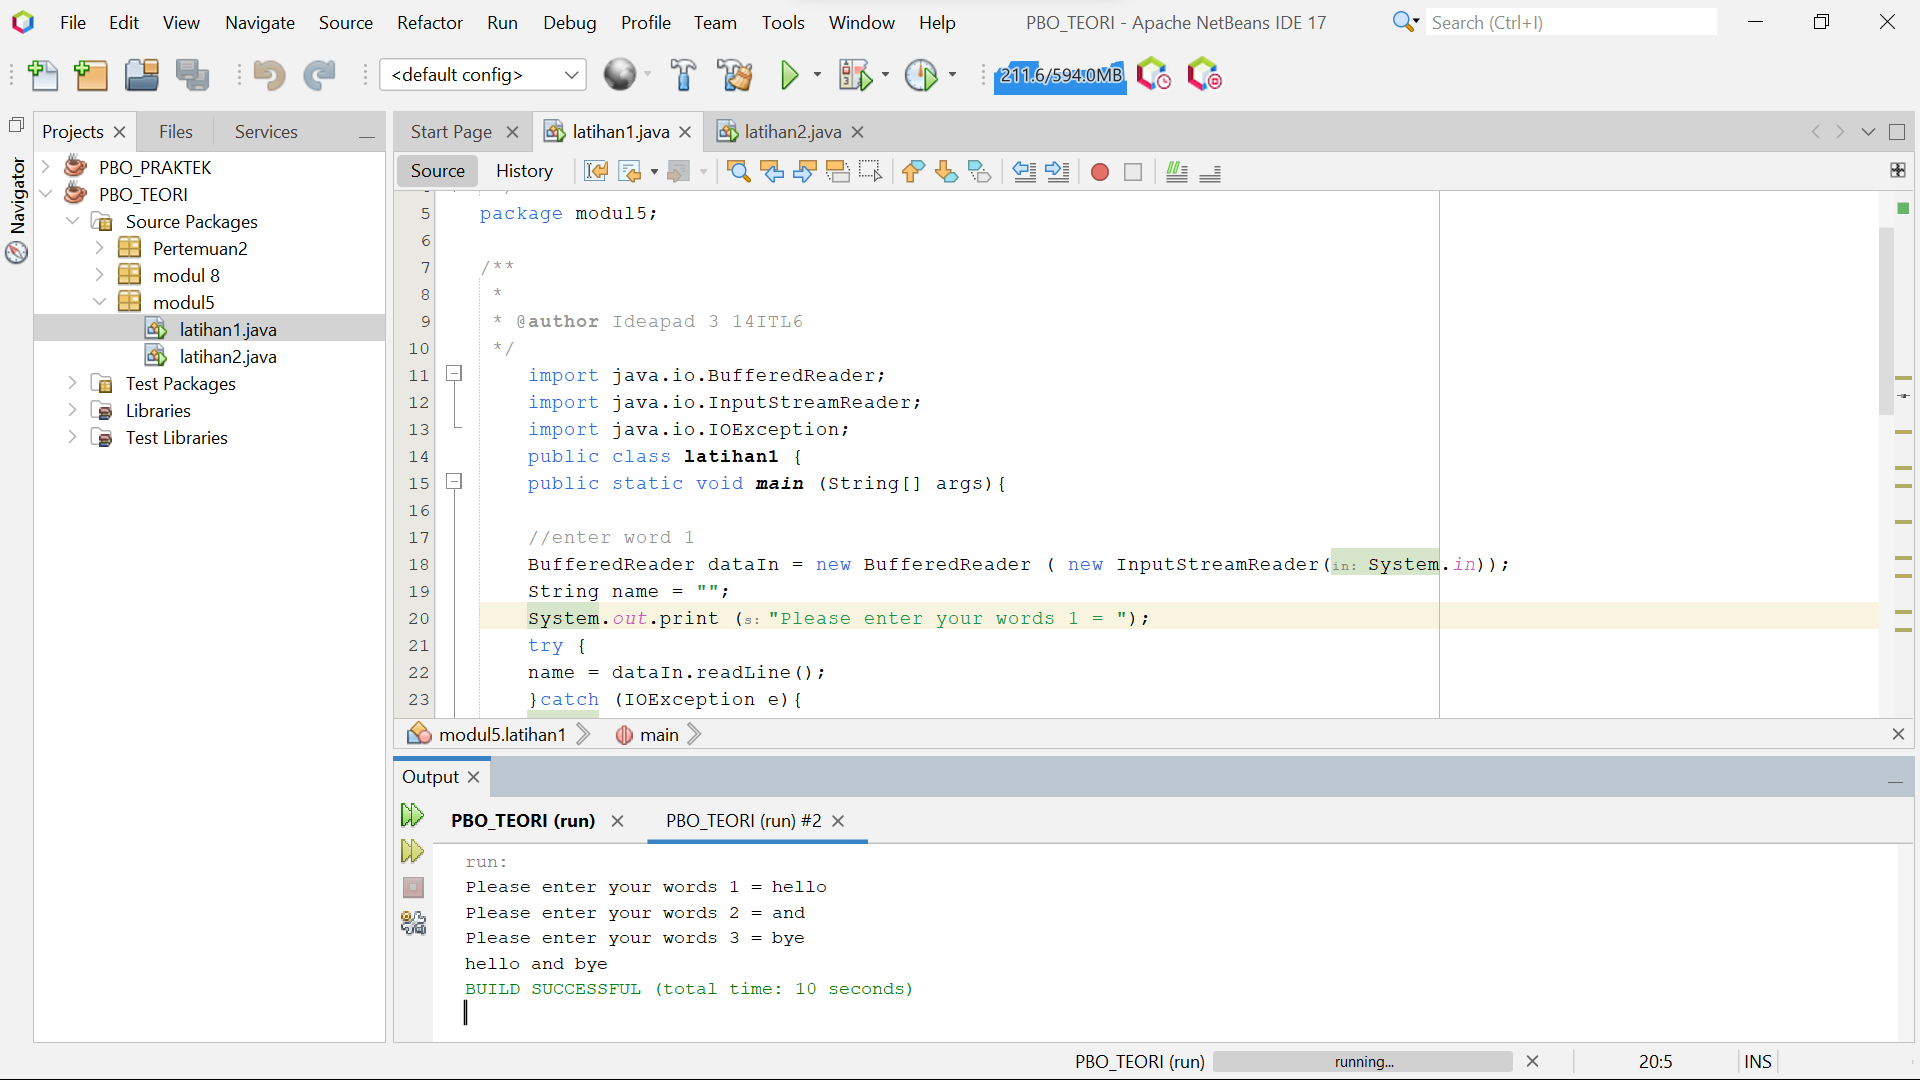 File Edit View Navigate Source Refactor Run Debug Profile Team Tools Window Help PBO_TEORI - Apache NetBeans IDE 17 Search (Ctrl+I)
<default config> 211.6/594.0MB
Projects Files Services
Navigator
PBO_PRAKTEK
PBO_TEORI
Source Packages
Pertemuan2
modul 8
modul5
latihan1.java
latihan2.java
Test Packages
Libraries
Test Libraries
Start Page latihan1.java latihan2.java
Source History
5 package modul5;
6
7 /**
8 *
9 * @author Ideapad 3 14ITL6
10 */
11 import java.io.BufferedReader;
12 import java.io.InputStreamReader;
13 import java.io.IOException;
14 public class latihan1 {
15 public static void main (String[] args){
16
17 //enter word 1
18 BufferedReader dataIn = new BufferedReader ( new InputStreamReader(in: System.in));
19 String name = "";
20 System.out.print (s: "Please enter your words 1 = ");
21 try {
22 name = dataIn.readLine();
23 }catch (IOException e){
modul5.latihan1 main
Output
PBO_TEORI (run) PBO_TEORI (run) #2
run:
Please enter your words 1 = hello
Please enter your words 2 = and
Please enter your words 3 = bye
hello and bye
BUILD SUCCESSFUL (total time: 10 seconds)
PBO_TEORI (run) running... 20:5 INS